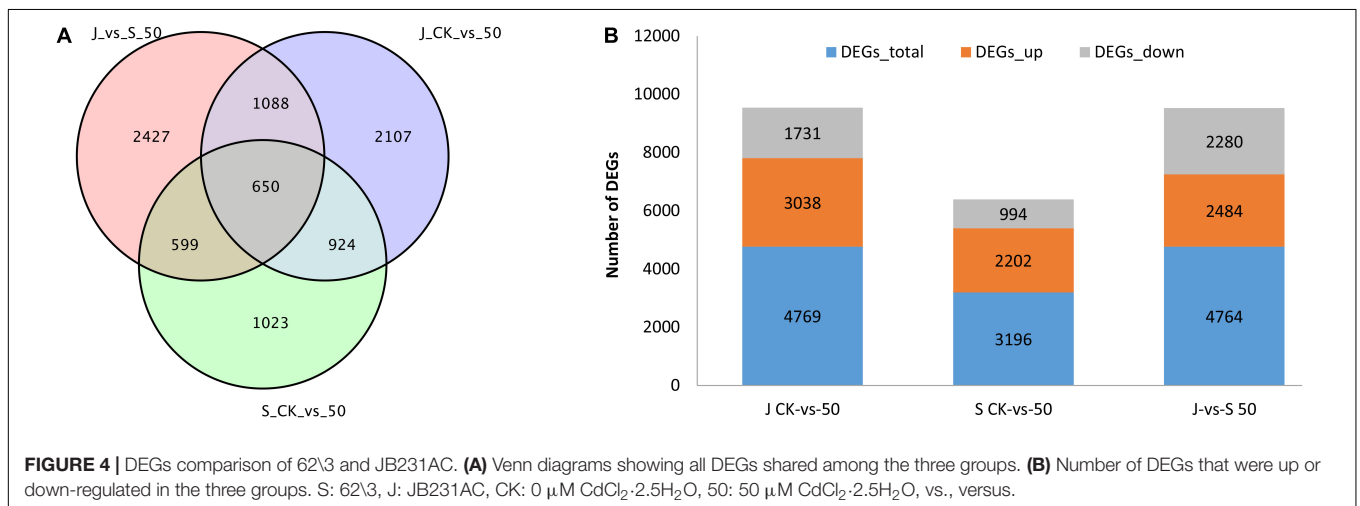 A
J_vs_S_50
J_CK_vs_50
1088
2427
2107
650
599
924
1023
S_CK_vs_50
B
12000
10000
8000
6000
4000
2000
0
Number of DEGs
DEGs_total
DEGs_up
DEGs_down
1731
3038
4769
994
2202
3196
2280
2484
4764
J CK-vs-50
S CK-vs-50
J-vs-S 50
FIGURE 4 | DEGs comparison of 62\3 and JB231AC. (A) Venn diagrams showing all DEGs shared among the three groups. (B) Number of DEGs that were up or
down-regulated in the three groups. S: 62\3, J: JB231AC, CK: 0 μM CdCl₂·2.5H₂O, 50: 50 μM CdCl₂·2.5H₂O, vs., versus.